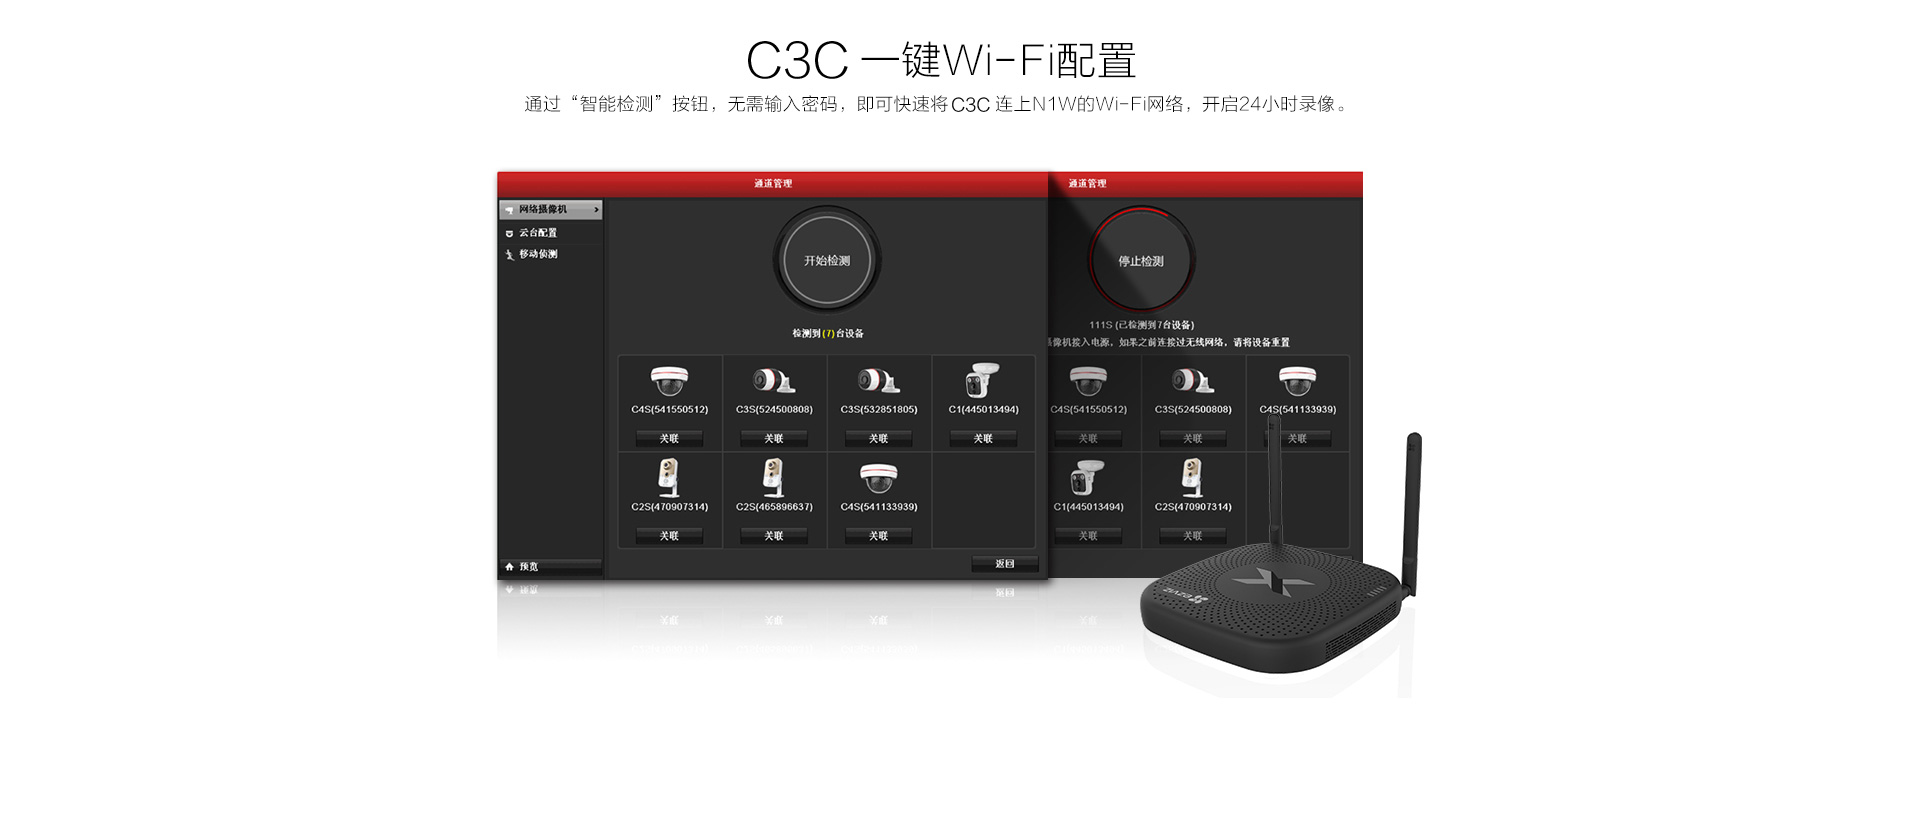 C3C 一键Wi-Fi配置
通过“智能检测”按钮，无需输入密码，即可快速将 C3C 连上N1W的Wi-Fi网络，开启24小时录像。
通道管理
网络摄像机
云台配置
移动侦测
开始检测
检测到(7)台设备
C4S(541550512)
C3S(524500808)
C3S(532851805)
C1(445013494)
关联
关联
关联
关联
C2S(470907314)
C2S(465896637)
C4S(541133939)
关联
关联
关联
预览
返回
通道管理
停止检测
111S (己检测到7台设备)
摄像机接入电源，如果之前连接过无线网络，请将设备重置
C4S(541550512)
C3S(524500808)
C4S(541133939)
关联
关联
关联
C1(445013494)
C2S(470907314)
关联
关联
EZVIZ